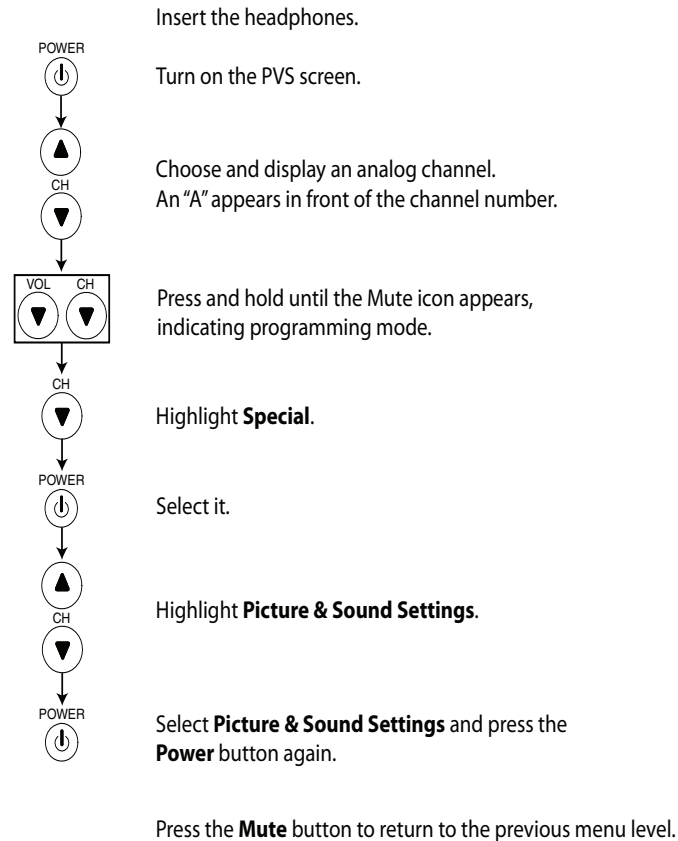 Insert the headphones.
POWER
Turn on the PVS screen.
Choose and display an analog channel.
CH
An “A” appears in front of the channel number.
VOL CH
Press and hold until the Mute icon appears,
indicating programming mode.
CH
Highlight Special.
POWER
Select it.
CH
Highlight Picture & Sound Settings.
POWER
Select Picture & Sound Settings and press the
Power button again.
Press the Mute button to return to the previous menu level.